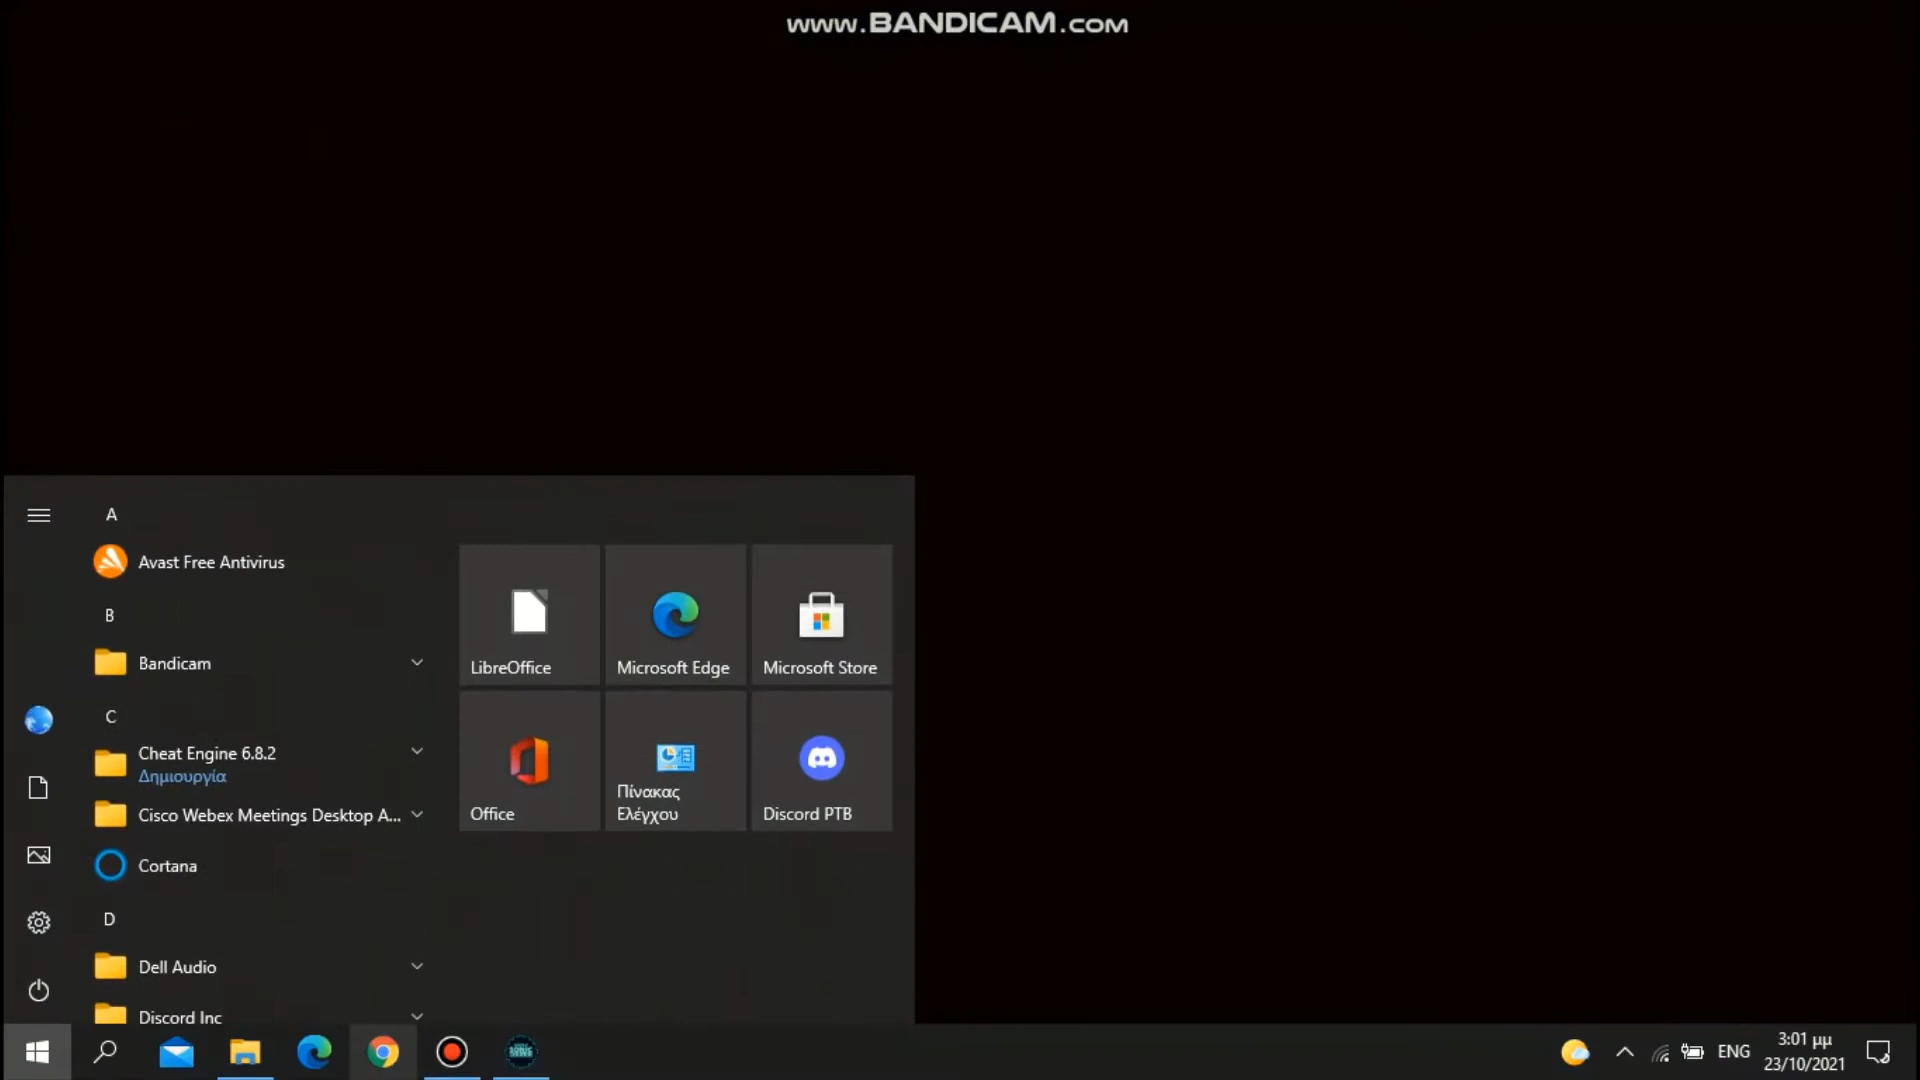 www.BANDICAM.com
A
Avast Free Antivirus
B
Bandicam
C
Cheat Engine 6.8.2
Δημιουργία
Cisco Webex Meetings Desktop A...
Cortana
D
Dell Audio
Discord Inc
LibreOffice
Microsoft Edge
Microsoft Store
Office
Πίνακας
Ελέγχου
Discord PTB
ENG
3:01 μμ
23/10/2021